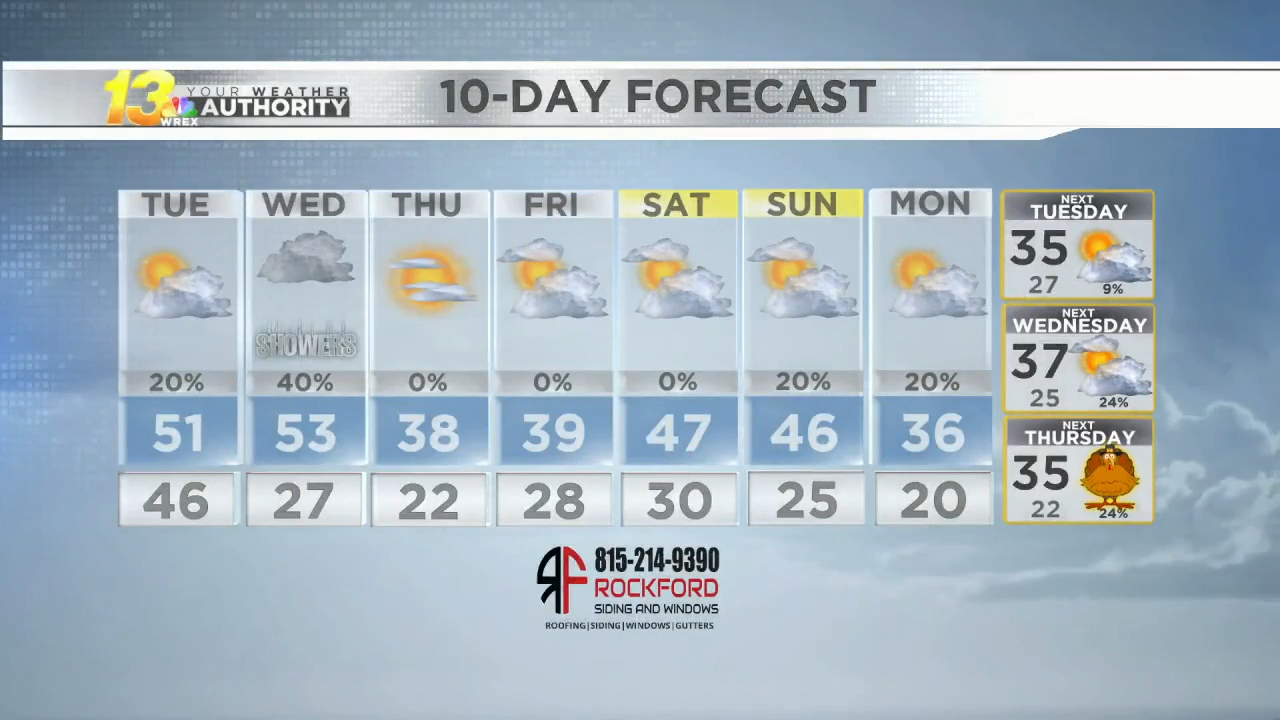 13 YOUR WEATHER
AUTHORITY
WREX
10-DAY FORECAST
TUE WED THU FRI SAT SUN MON
SHOWERS
20% 40% 0% 0% 0% 20% 20%
51 53 38 39 47 46 36
46 27 22 28 30 25 20
NEXT
TUESDAY
35
27 9%
NEXT
WEDNESDAY
37
25 24%
NEXT
THURSDAY
35
22 24%
815-214-9390
ROCKFORD
SIDING AND WINDOWS
ROOFING|SIDING|WINDOWS|GUTTERS